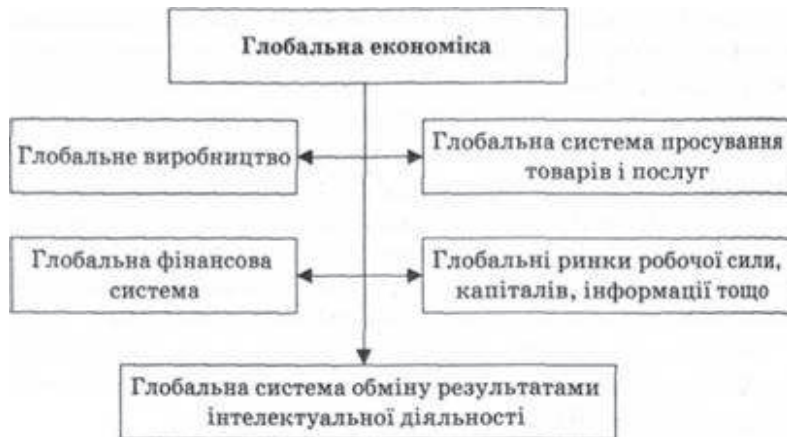 Глобальна економіка
Глобальне виробництво
Глобальна система просування
товарів і послуг
Глобальна фінансова
система
Глобальні ринки робочої сили,
капіталів, інформації тощо
Глобальна система обміну результатами
інтелектуальної діяльності